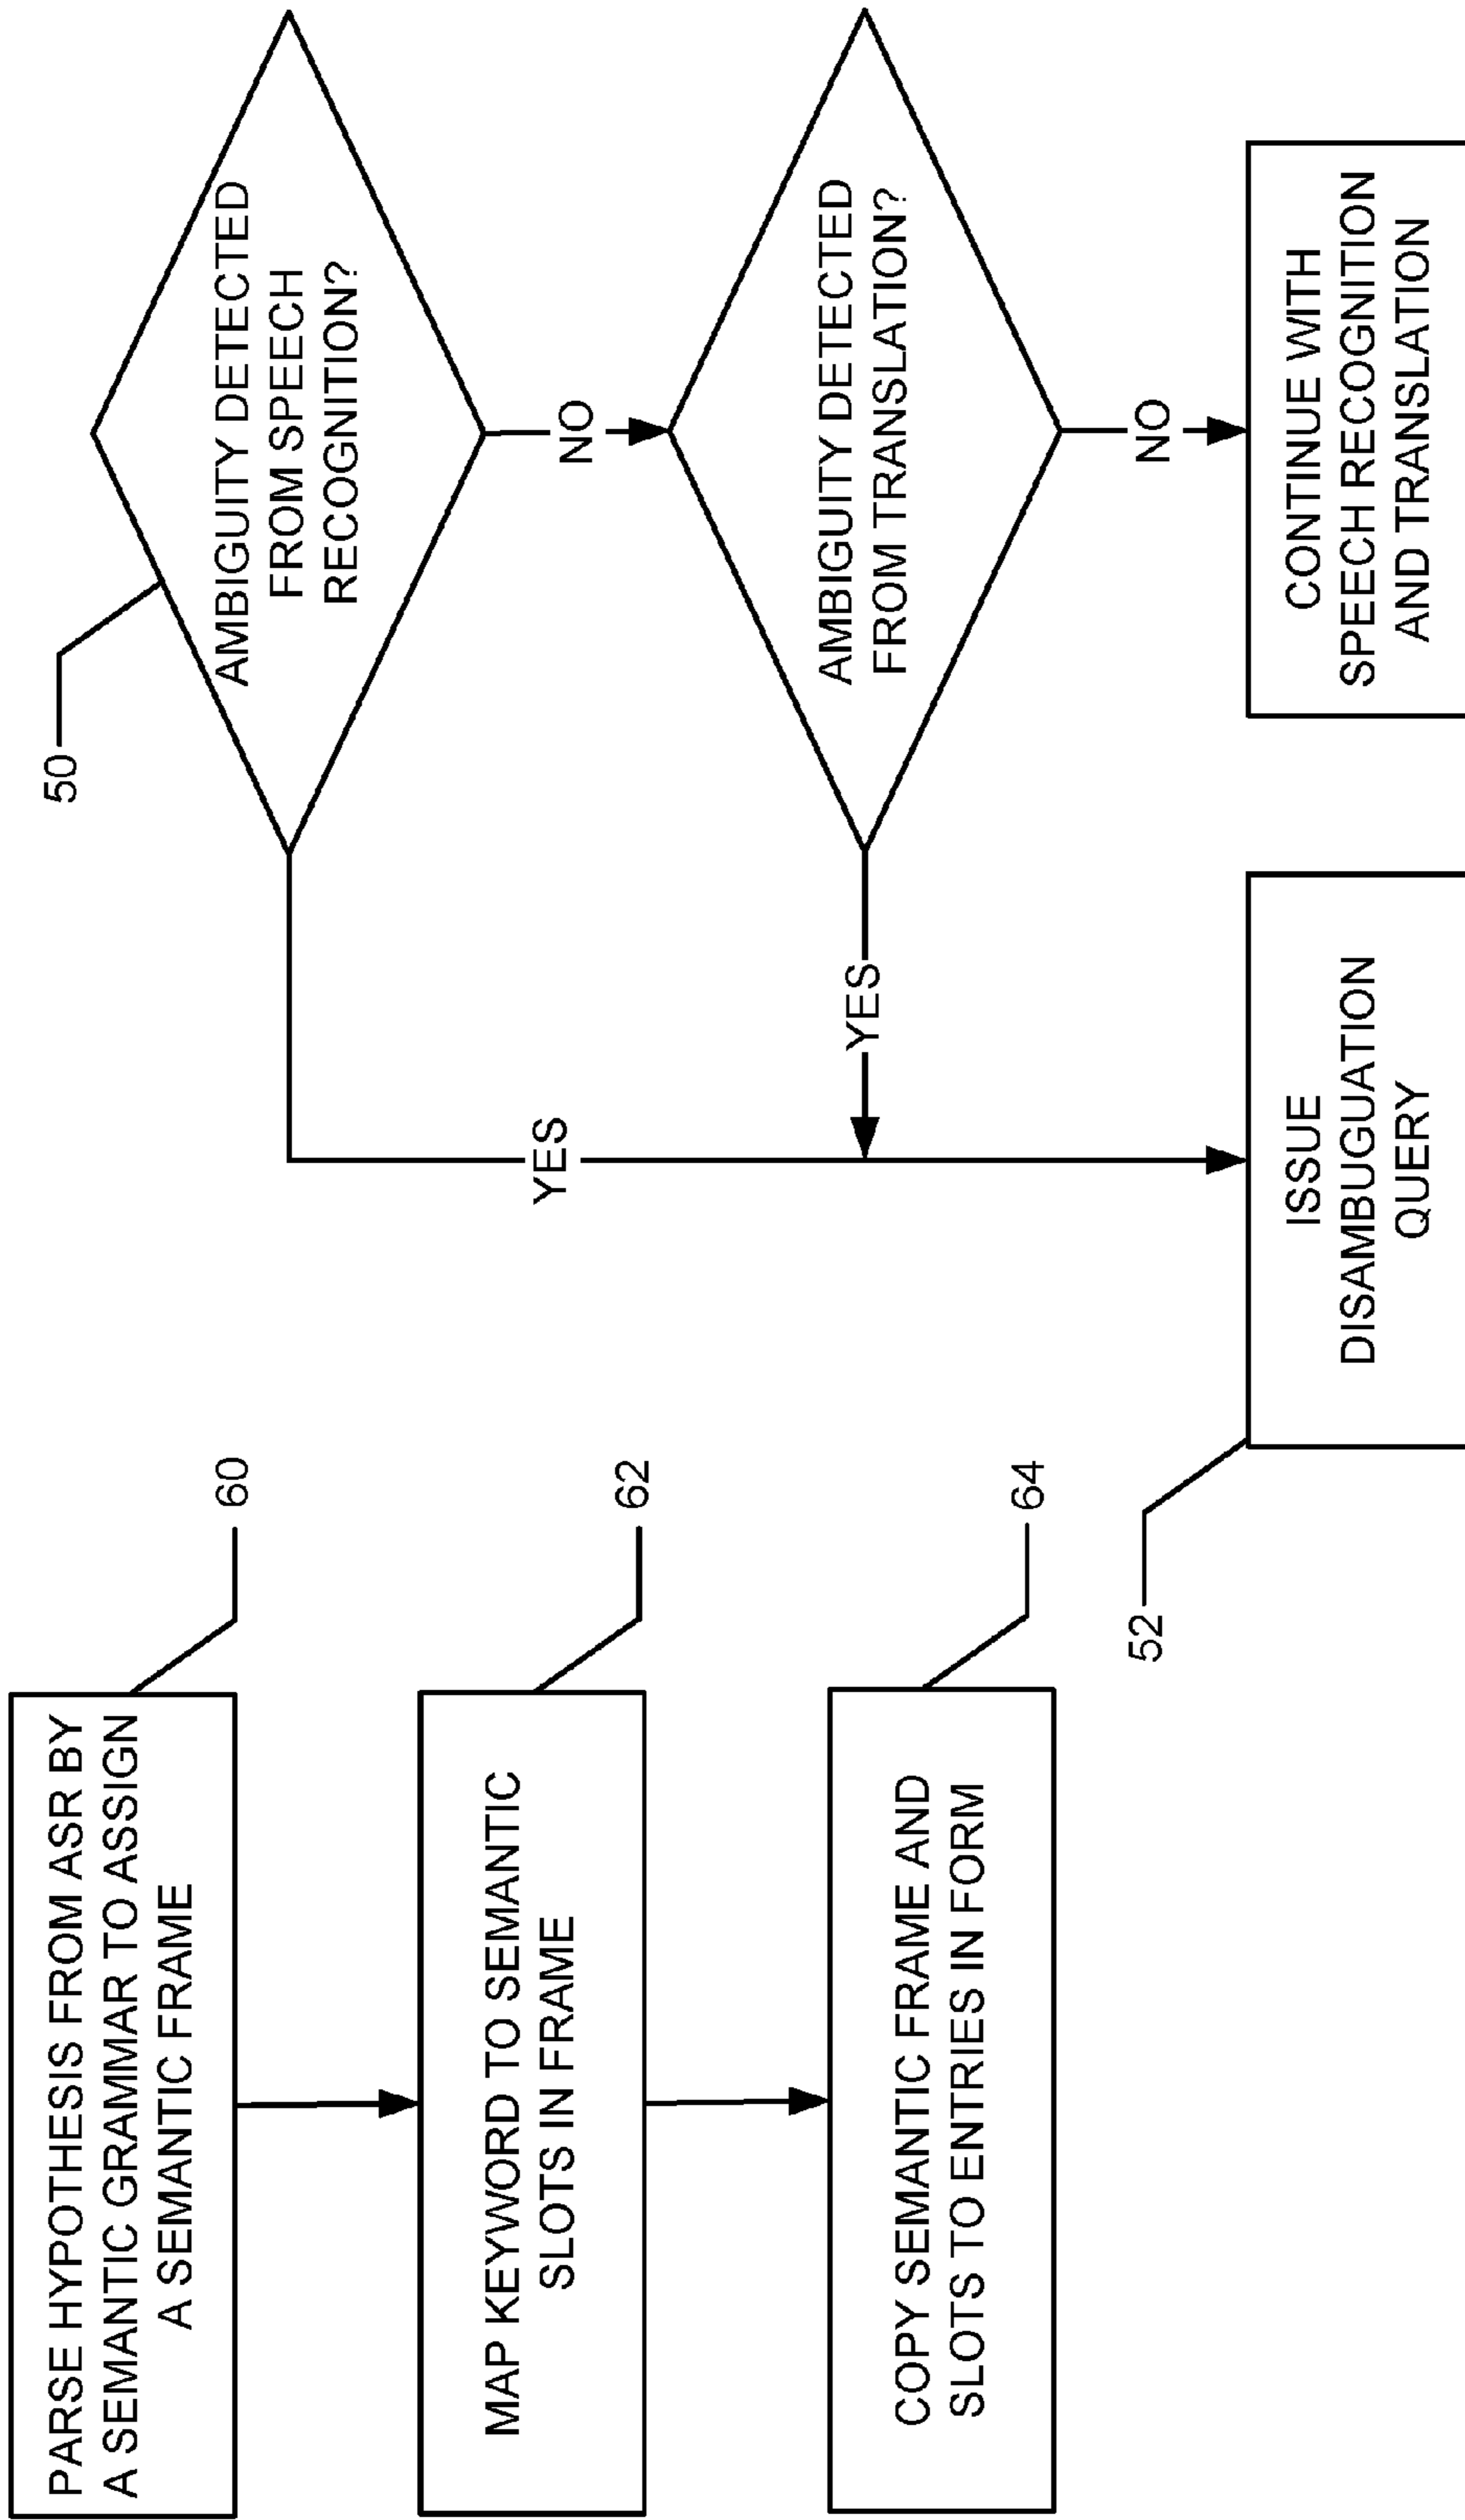 PARSE HYPOTHESIS FROM ASR BY
A SEMANTIC GRAMMAR TO ASSIGN
A SEMANTIC FRAME
60
MAP KEYWORD TO SEMANTIC
SLOTS IN FRAME
62
COPY SEMANTIC FRAME AND
SLOTS TO ENTRIES IN FORM
64
50
AMBIGUITY DETECTED
FROM SPEECH
RECOGNITION?
YES
NO
AMBIGUITY DETECTED
FROM TRANSLATION?
YES
NO
52
ISSUE
DISAMBUGUATION
QUERY
CONTINUE WITH
SPEECH RECOGNITION
AND TRANSLATION